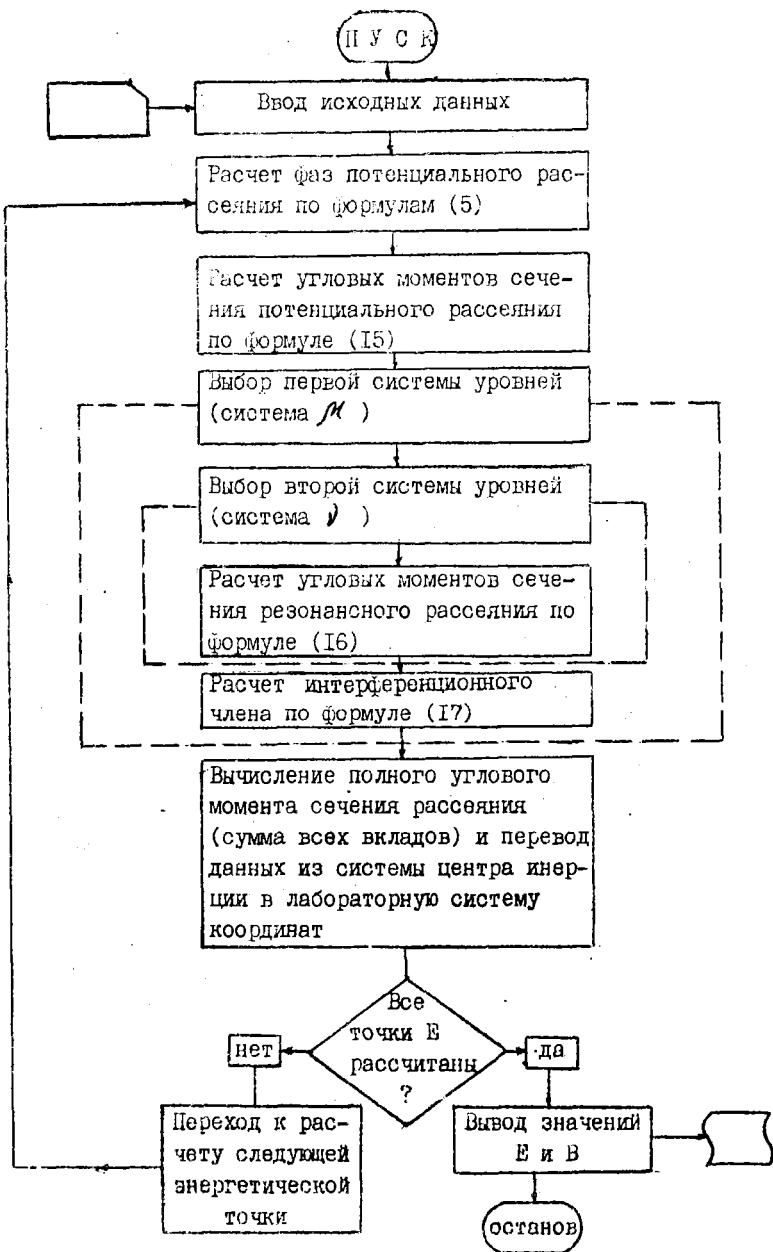 П У С К
Ввод исходных данных
Расчет фаз потенциального рас-
сеяния по формулам (5)
Расчет угловых моментов сече-
ния потенциального рассеяния
по формуле (I5)
Выбор первой системы уровней
(система μ )
Выбор второй системы уровней
(система ν )
Расчет угловых моментов сече-
ния резонансного рассеяния по
формуле (I6)
Расчет интерференционного
члена по формуле (I7)
Вычисление полного углового
момента сечения рассеяния
(сумма всех вкладов) и перевод
данных из системы центра инер-
ции в лабораторную систему
координат
Все
точки Е
рассчитаны
?
нет
да
Переход к рас-
чету следующей
энергетической
точки
Вывод значений
Е и В
останов